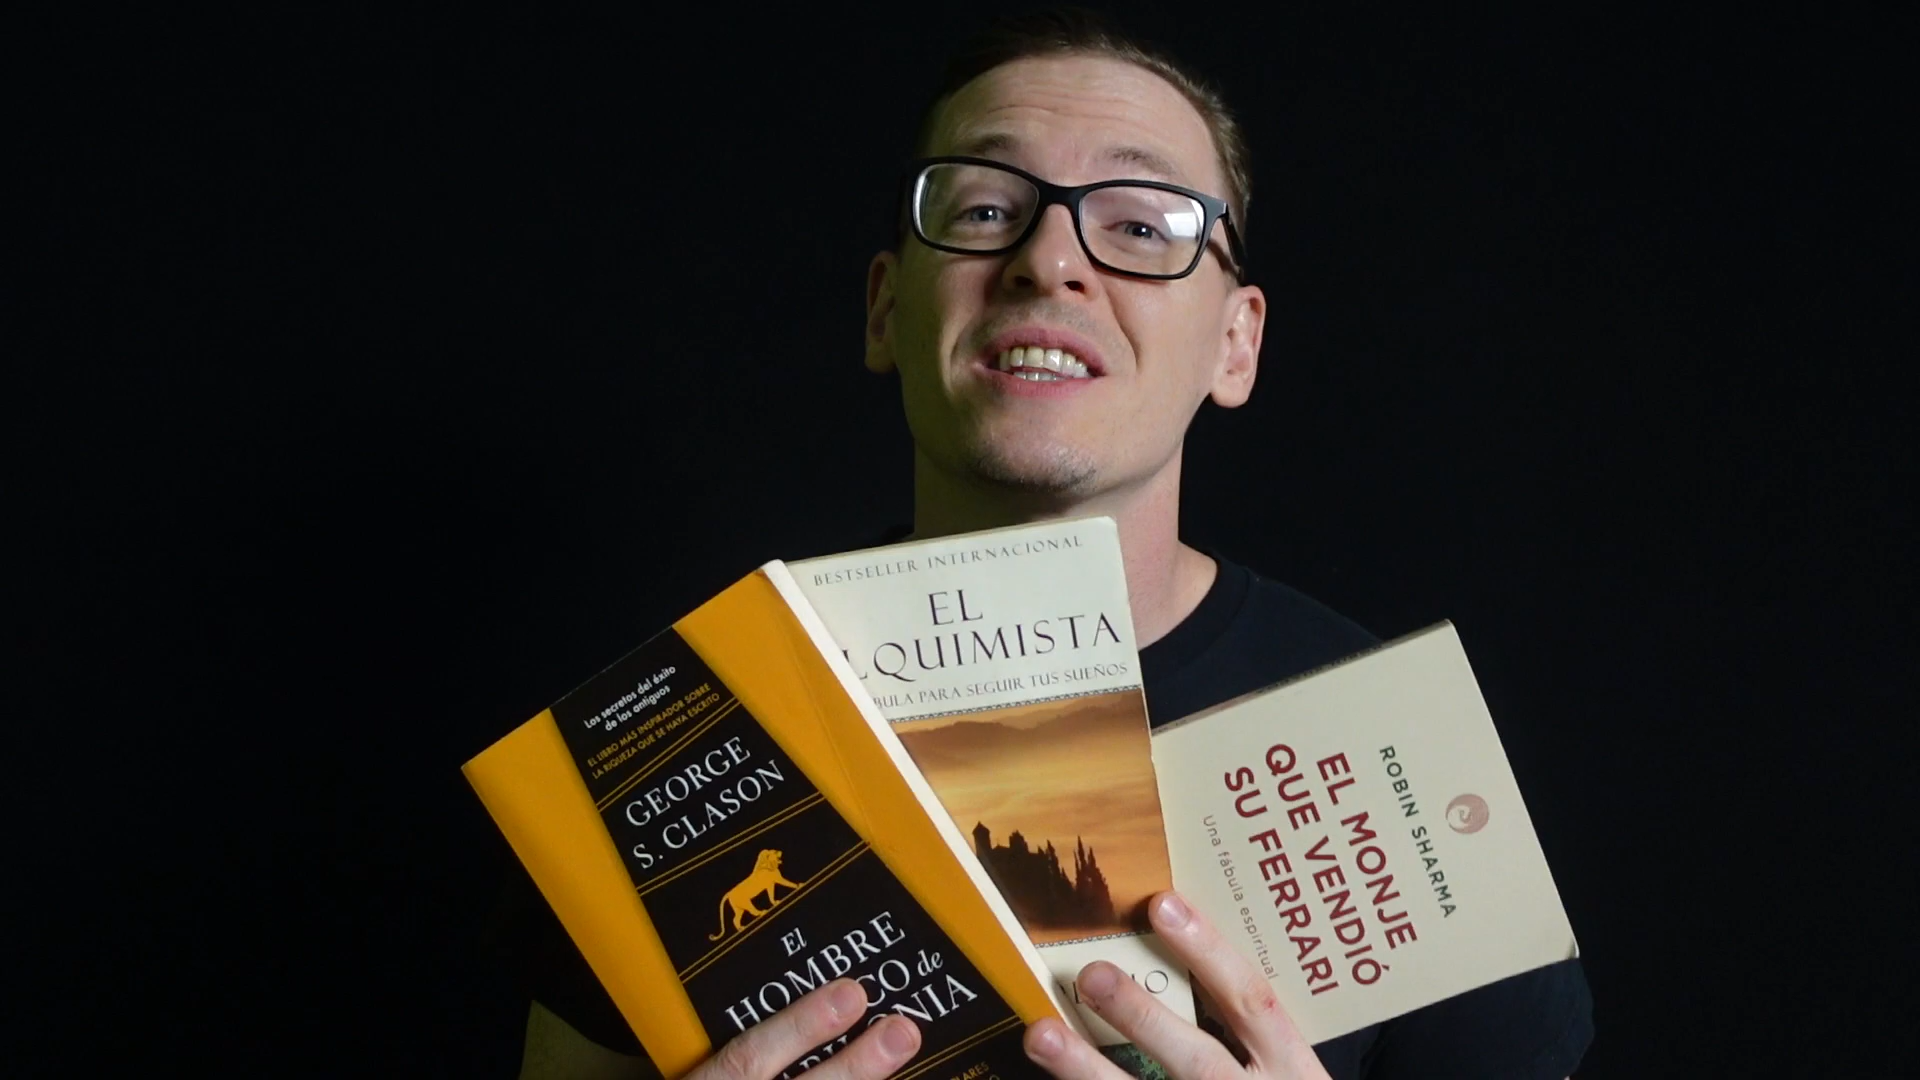 Los secretos del éxito
de los antiguos
EL LIBRO MÁS INSPIRADOR SOBRE
LA RIQUEZA QUE SE HAYA ESCRITO
GEORGE
S. CLASON
El
HOMBRE
CO de
ONIA
BESTSELLER INTERNACIONAL
EL
LQUIMISTA
BULA PARA SEGUIR TUS SUEÑOS
LO
ROBIN SHARMA
EL MONJE
QUE VENDIÓ
SU FERRARI
Una fábula espiritual